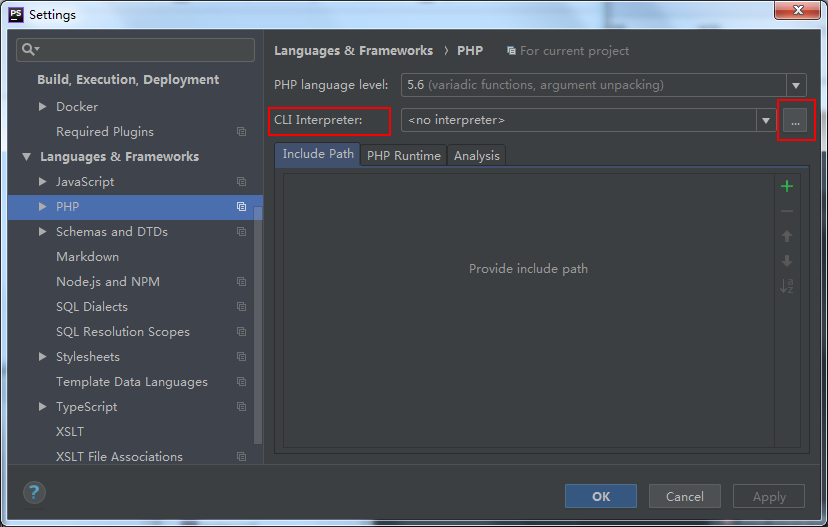 PS Settings
Build, Execution, Deployment
Docker
Required Plugins
Languages & Frameworks
JavaScript
PHP
Schemas and DTDs
Markdown
Node.js and NPM
SQL Dialects
SQL Resolution Scopes
Stylesheets
Template Data Languages
TypeScript
XSLT
XSLT File Associations
Languages & Frameworks › PHP For current project
PHP language level: 5.6 (variadic functions, argument unpacking)
CLI Interpreter: <no interpreter> ...
Include Path PHP Runtime Analysis
Provide include path
a
z
? OK Cancel Apply